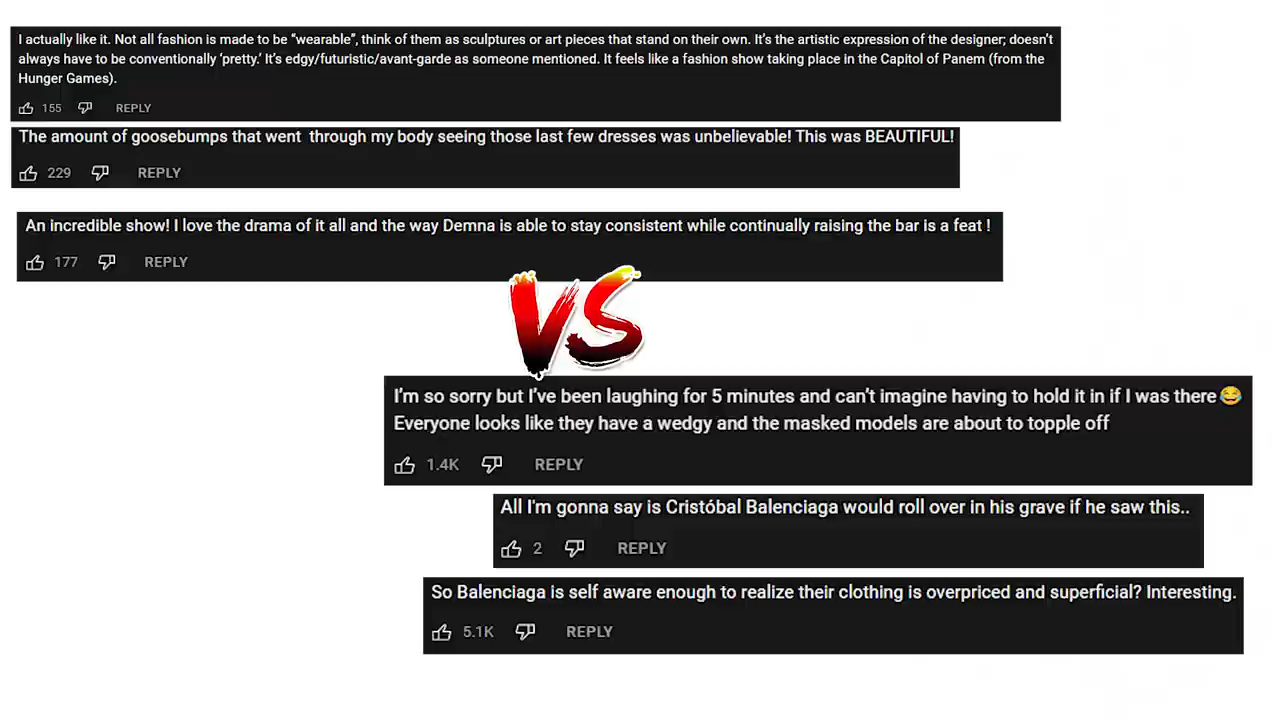 I actually like it. Not all fashion is made to be “wearable”, think of them as sculptures or art pieces that stand on their own. It’s the artistic expression of the designer; doesn’t
always have to be conventionally ‘pretty.’ It’s edgy/futuristic/avant-garde as someone mentioned. It feels like a fashion show taking place in the Capitol of Panem (from the
Hunger Games).
155 REPLY
The amount of goosebumps that went through my body seeing those last few dresses was unbelievable! This was BEAUTIFUL!
229 REPLY
An incredible show! I love the drama of it all and the way Demna is able to stay consistent while continually raising the bar is a feat !
177 REPLY
VS
I’m so sorry but I’ve been laughing for 5 minutes and can’t imagine having to hold it in if I was there😂
Everyone looks like they have a wedgy and the masked models are about to topple off
1.4K REPLY
All I'm gonna say is Cristóbal Balenciaga would roll over in his grave if he saw this..
2 REPLY
So Balenciaga is self aware enough to realize their clothing is overpriced and superficial? Interesting.
5.1K REPLY